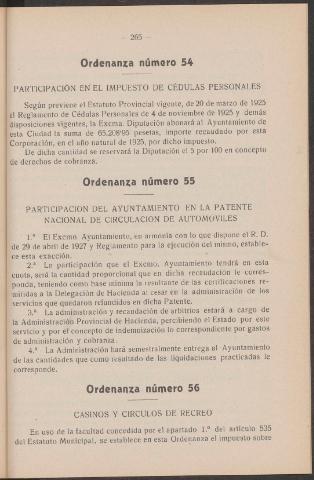 — 265 —
Ordenanza número 54
PARTICIPACIÓN EN EL IMPUESTO DE CÉDULAS PERSONALES
Según previene el Estatuto Provincial vigente, de 20 de marzo de 1925
el Reglamento de Cédulas Personales de 4 de noviembre de 1925 y demás
disposiciones vigentes, la Excma. Diputación abonará al Ayuntamiento de
esta Ciudad la suma de 65.208'95 pesetas, importe recaudado por esta
Corporación, en el año natural de 1925, por dicho impuesto.
De dicha cantidad se reservará la Diputación el 5 por 100 en concepto
de derechos de cobranza.
Ordenanza número 55
PARTICIPACION DEL AYUNTAMIENTO EN LA PATENTE
NACIONAL DE CIRCULACION DE AUTOMOVILES
1.ª El Excmo. Ayuntamiento, en armonía con lo que dispone el R. D.
de 29 de abril de 1927 y Reglamento para la ejecución del mismo, estable-
ce esta exacción.
2.ª La participación que el Excmo. Ayuntamiento tendrá en esta
cuota, será la cantidad proporcional que en dicha recaudación le corres-
ponda, teniendo como base mínima la resultante de las certificaciones re-
mitidas a la Delegación de Hacienda al cesar en la administración de los
servicios que quedaron refundidos en dicha Patente.
3.ª La administración y recaudación de arbitrios estará a cargo de
la Administración Provincial de Hacienda, percibiendo el Estado por este
servicio y por el concepto de indemnización lo correspondiente por gastos
de administración y cobranza.
4.ª La Administración hará semestralmente entrega al Ayuntamiento
de las cantidades que como resultado de las liquidaciones practicadas le
corresponde.
Ordenanza número 56
CASINOS Y CIRCULOS DE RECREO
En uso de la facultad concedida por el apartado 1.º del artículo 535
del Estatuto Municipal, se establece en esta Ordenanza el impuesto sobre